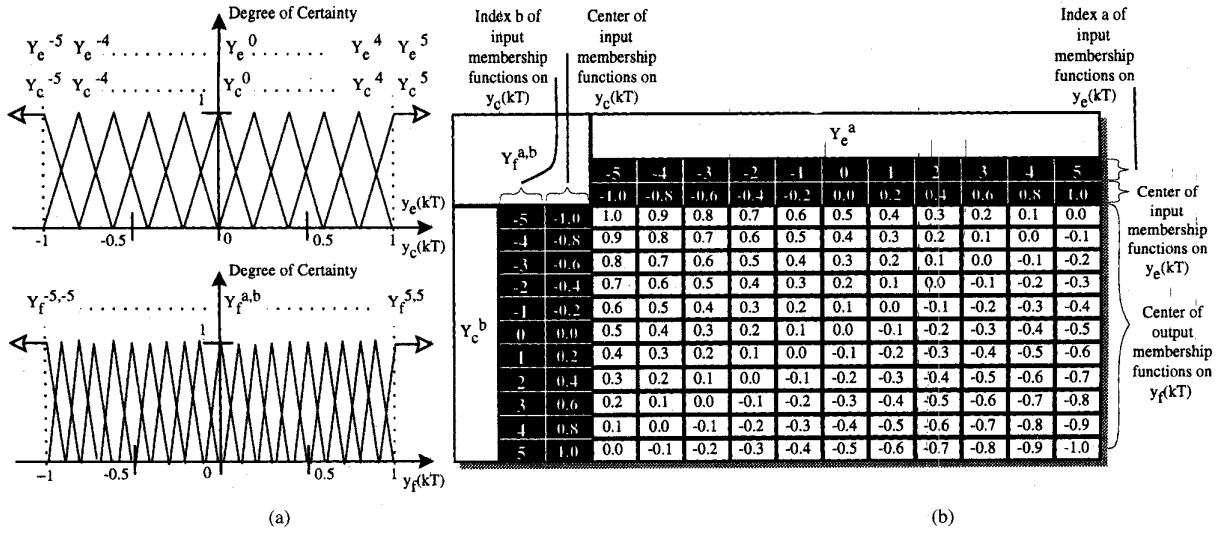 Degree of Certainty
Y_e^-5 Y_e^-4 . . . . . . . . . . . . Y_e^0 . . . . . . . . . . . Y_e^4 Y_e^5
Y_c^-5 Y_c^-4 . . . . . . . . . . . . Y_c^0 . . . . . . . . . . . Y_c^4 Y_c^5
1
y_e(kT)
-1 -0.5 0 0.5 1 y_c(kT)
Degree of Certainty
Y_f^-5,-5 . . . . . . . . . . . . Y_f^a,b . . . . . . . . . . . Y_f^5,5
1
-1 -0.5 0 0.5 1 y_f(kT)
(a)
Index b of
input
membership
functions on
y_c(kT)
Center of
input
membership
functions on
y_c(kT)
Index a of
input
membership
functions on
y_e(kT)
Y_e^a
Y_f^a,b
-5 -4 -3 -2 -1 0 1 2 3 4 5
-1.0 -0.8 -0.6 -0.4 -0.2 0.0 0.2 0.4 0.6 0.8 1.0
Y_c^b
-5 -1.0 1.0 0.9 0.8 0.7 0.6 0.5 0.4 0.3 0.2 0.1 0.0
-4 -0.8 0.9 0.8 0.7 0.6 0.5 0.4 0.3 0.2 0.1 0.0 -0.1
-3 -0.6 0.8 0.7 0.6 0.5 0.4 0.3 0.2 0.1 0.0 -0.1 -0.2
-2 -0.4 0.7 0.6 0.5 0.4 0.3 0.2 0.1 0.0 -0.1 -0.2 -0.3
-1 -0.2 0.6 0.5 0.4 0.3 0.2 0.1 0.0 -0.1 -0.2 -0.3 -0.4
0 0.0 0.5 0.4 0.3 0.2 0.1 0.0 -0.1 -0.2 -0.3 -0.4 -0.5
1 0.2 0.4 0.3 0.2 0.1 0.0 -0.1 -0.2 -0.3 -0.4 -0.5 -0.6
2 0.4 0.3 0.2 0.1 0.0 -0.1 -0.2 -0.3 -0.4 -0.5 -0.6 -0.7
3 0.6 0.2 0.1 0.0 -0.1 -0.2 -0.3 -0.4 -0.5 -0.6 -0.7 -0.8
4 0.8 0.1 0.0 -0.1 -0.2 -0.3 -0.4 -0.5 -0.6 -0.7 -0.8 -0.9
5 1.0 0.0 -0.1 -0.2 -0.3 -0.4 -0.5 -0.6 -0.7 -0.8 -0.9 -1.0
Center of
input
membership
functions on
y_e(kT)
Center of
output
membership
functions on
y_f(kT)
(b)